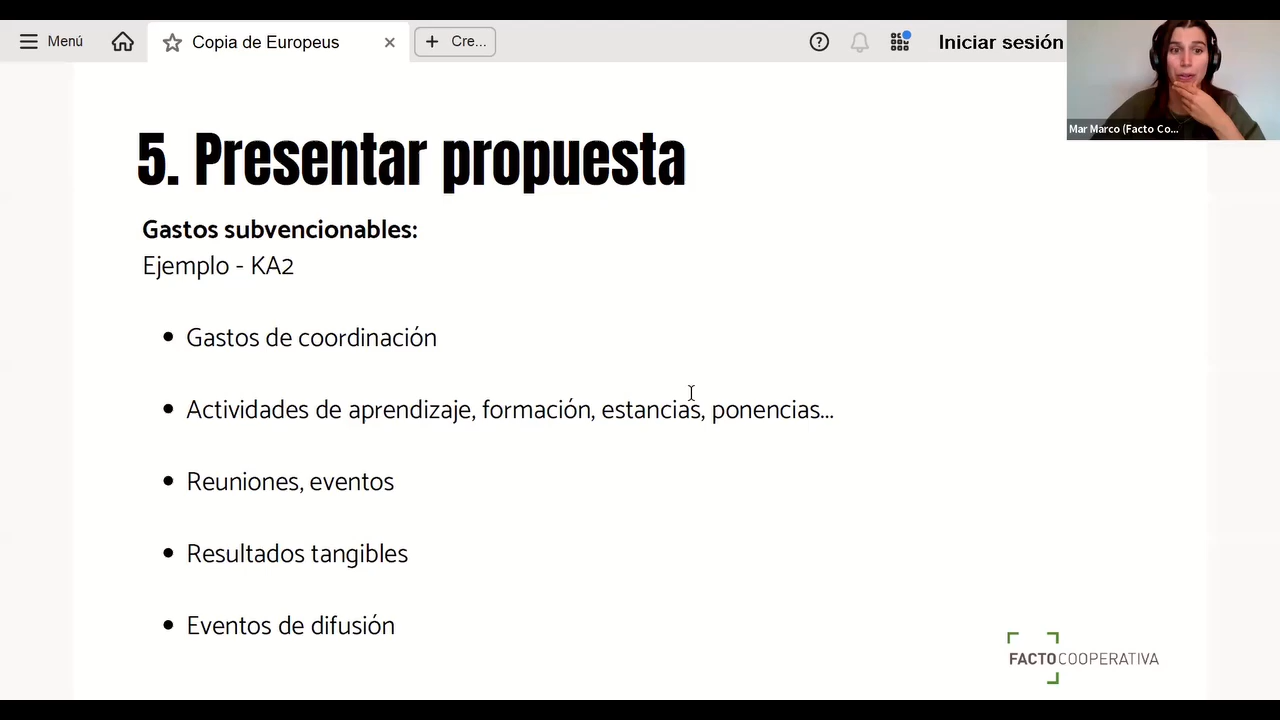 Menú
Copia de Europeus
Cre...
Iniciar sesión
Mar Marco (Facto Co...
5. Presentar propuesta
Gastos subvencionables:
Ejemplo - KA2
• Gastos de coordinación
• Actividades de aprendizaje, formación, estancias, ponencias...
• Reuniones, eventos
• Resultados tangibles
• Eventos de difusión
FACTOCOOPERATIVA